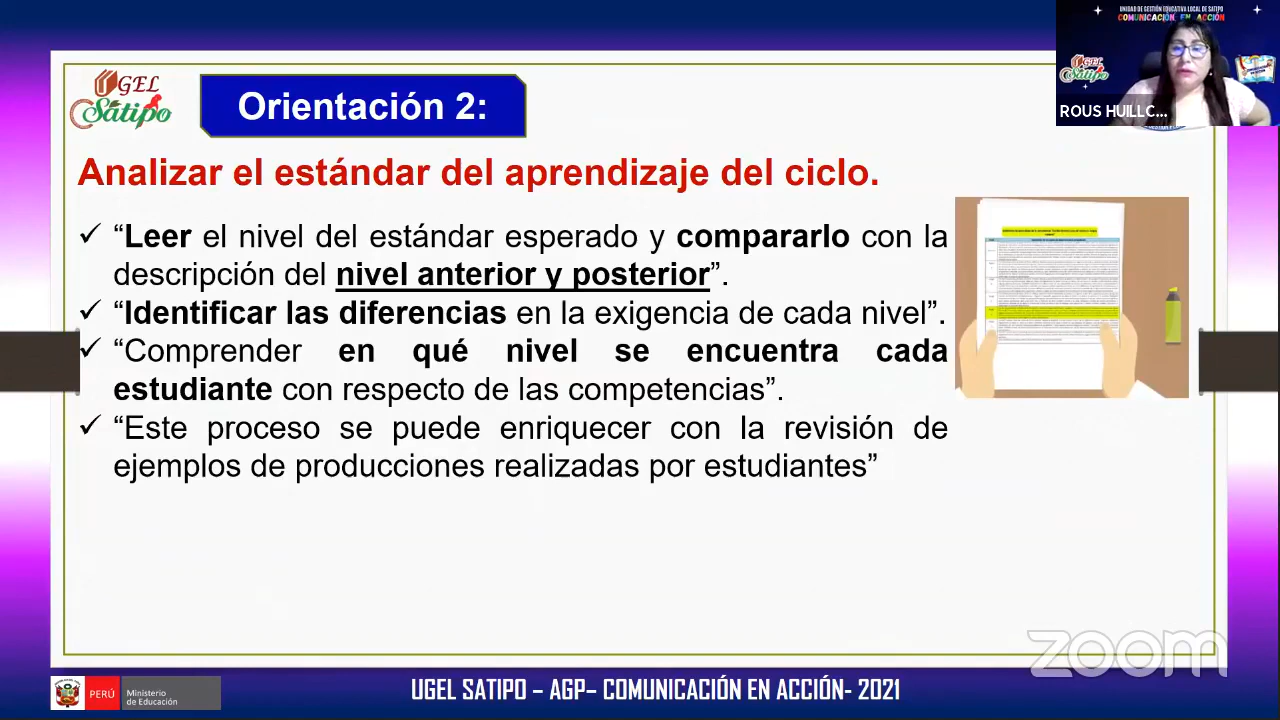 UGEL
Satipo
Orientación 2:
UNIDAD DE GESTIÓN EDUCATIVA LOCAL DE SATIPO
COMUNICACIÓN EN ACCIÓN
UGEL
Satipo
ROUS HUILLC...
Analizar el estándar del aprendizaje del ciclo.
✓ “Leer el nivel del estándar esperado y compararlo con la
descripción del nivel anterior y posterior”.
✓ “Identificar las diferencias en la exigencia de cada nivel”.
✓ “Comprender en qué nivel se encuentra cada
estudiante con respecto de las competencias”.
✓ “Este proceso se puede enriquecer con la revisión de
ejemplos de producciones realizadas por estudiantes”
zoom
PERÚ
Ministerio
de Educación
UGEL SATIPO – AGP– COMUNICACIÓN EN ACCIÓN- 2021